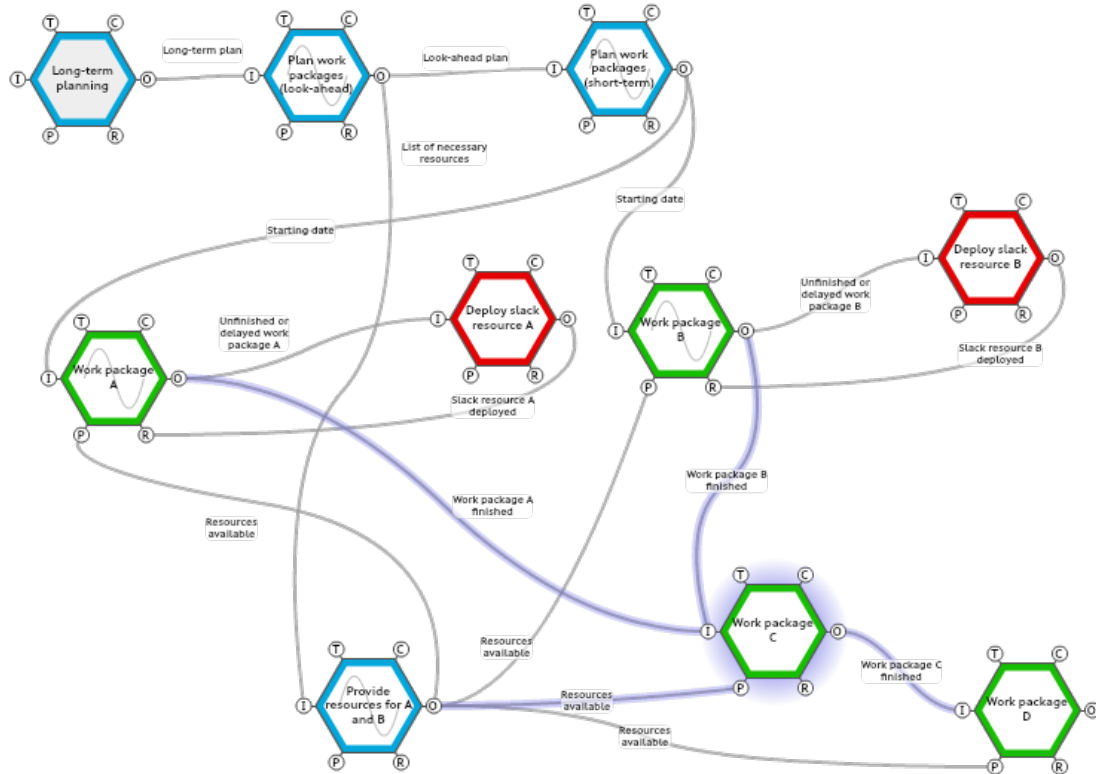 T
C
I
Long-term
planning
O
P
R
Long-term plan
T
C
I
Plan work
packages
(look-ahead)
O
P
R
Look-ahead plan
T
C
I
Plan work
packages
(short-term)
O
P
R
List of necessary
resources
Starting date
Starting date
T
C
I
Deploy slack
resource B
O
P
R
Unfinished or
delayed work
package B
T
C
I
Deploy slack
resource A
O
P
R
Unfinished or
delayed work
package A
T
C
I
Work package
B
O
P
R
Slack resource B
deployed
T
C
I
Work package
A
O
P
R
Slack resource A
deployed
Work package B
finished
Work package A
finished
Resources
available
T
C
I
Work package
C
O
P
R
Resources
available
Work package C
finished
T
C
I
Provide
resources for A
and B
O
P
R
Resources
available
Resources
available
T
C
I
Work package
D
O
P
R